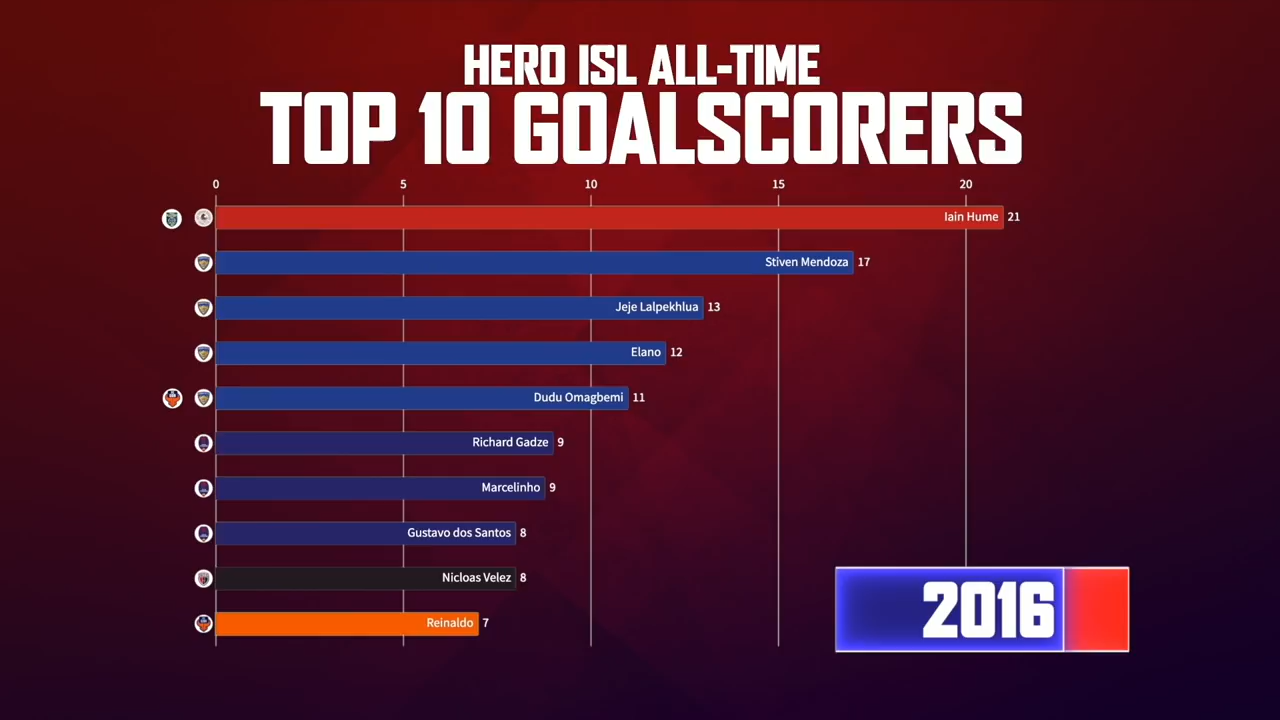 HERO ISL ALL-TIME
TOP 10 GOALSCORERS
0 5 10 15 20
Iain Hume 21
Stiven Mendoza 17
Jeje Lalpekhlua 13
Elano 12
Dudu Omagbemi 11
Richard Gadze 9
Marcelinho 9
Gustavo dos Santos 8
Nicloas Velez 8
Reinaldo 7
2016